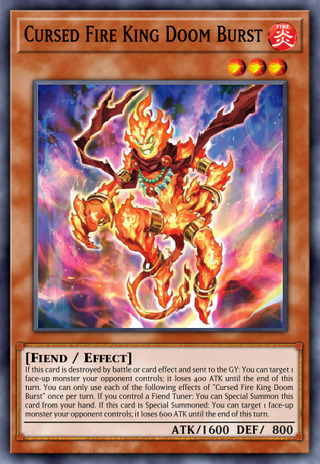 Cursed Fire King Doom Burst
FIRE
炎
[Fiend / Effect]
If this card is destroyed by battle or card effect and sent to the GY: You can target 1
face-up monster your opponent controls; it loses 400 ATK until the end of this
turn. You can only use each of the following effects of "Cursed Fire King Doom
Burst" once per turn. If you control a Fiend Tuner: You can Special Summon this
card from your hand. If this card is Special Summoned: You can target 1 face-up
monster your opponent controls; it loses 600 ATK until the end of this turn.
ATK/1600 DEF/ 800